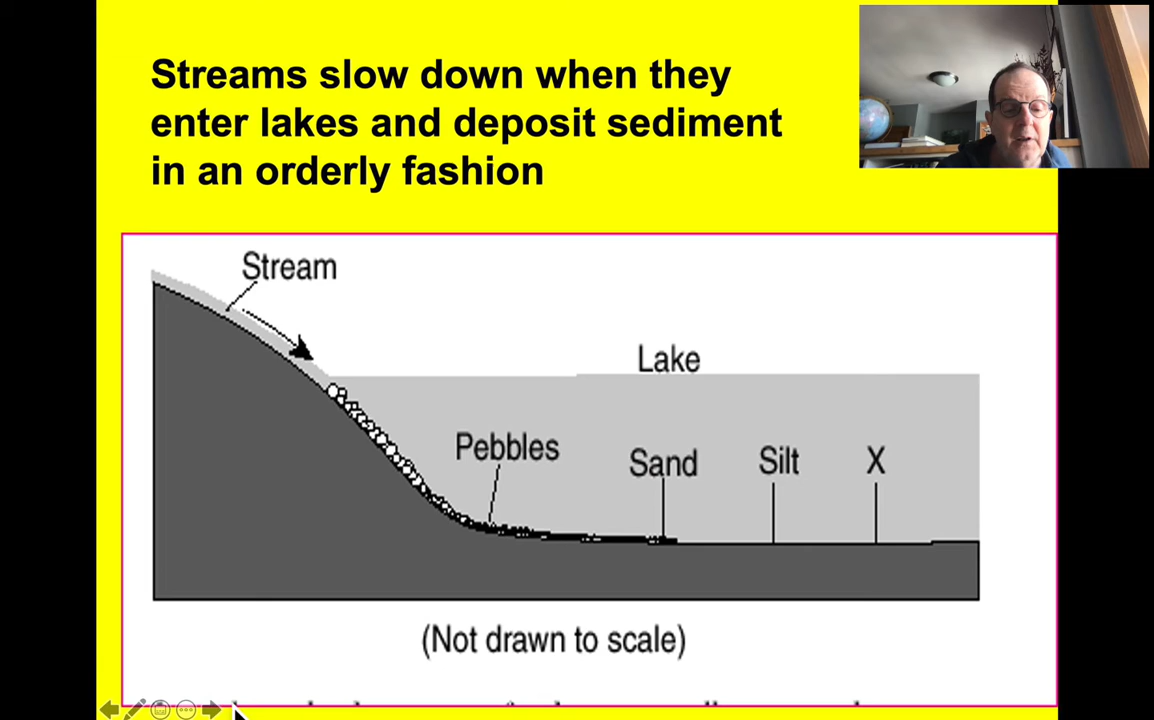 Streams slow down when they
enter lakes and deposit sediment
in an orderly fashion
Stream
Lake
Pebbles
Sand
Silt
X
(Not drawn to scale)